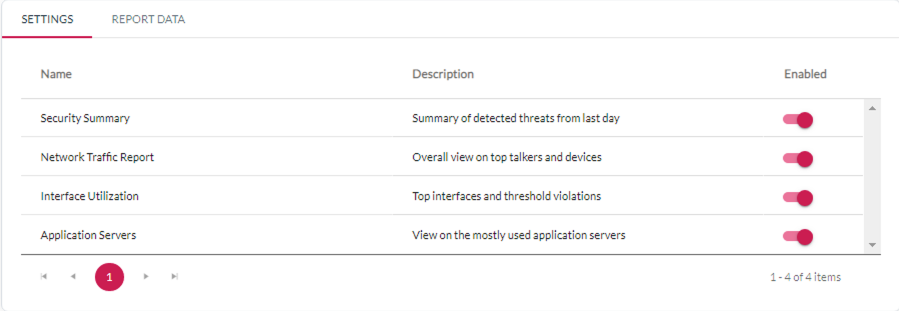 SETTINGS REPORT DATA
Name Description Enabled
Security Summary Summary of detected threats from last day
Network Traffic Report Overall view on top talkers and devices
Interface Utilization Top interfaces and threshold violations
Application Servers View on the mostly used application servers
1 1 - 4 of 4 items